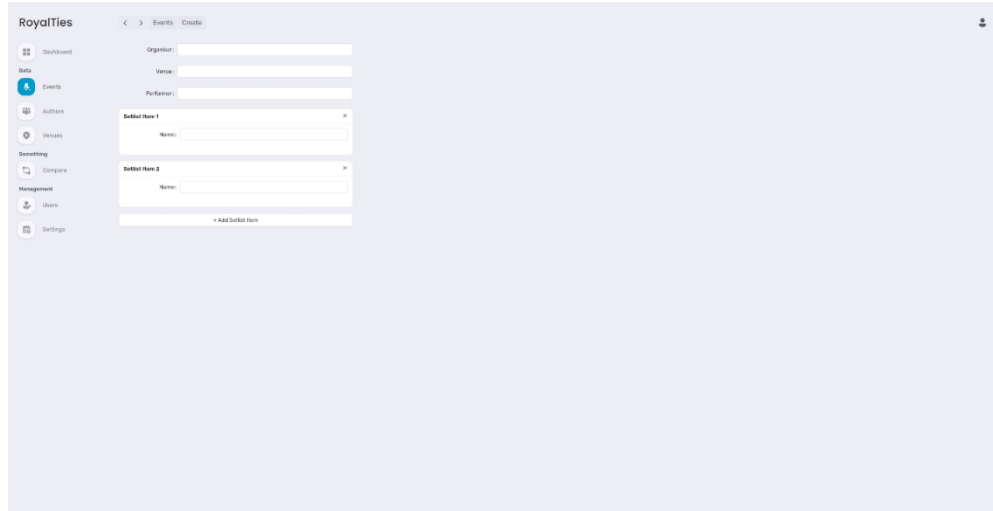 RoyalTies
Events Create
Dashboard
Data
Events
Authors
Venues
Something
Compare
Management
Users
Settings
Organiser:
Venue:
Performer:
Setlist Item 1
Name:
Setlist Item 2
Name:
+ Add Setlist Item